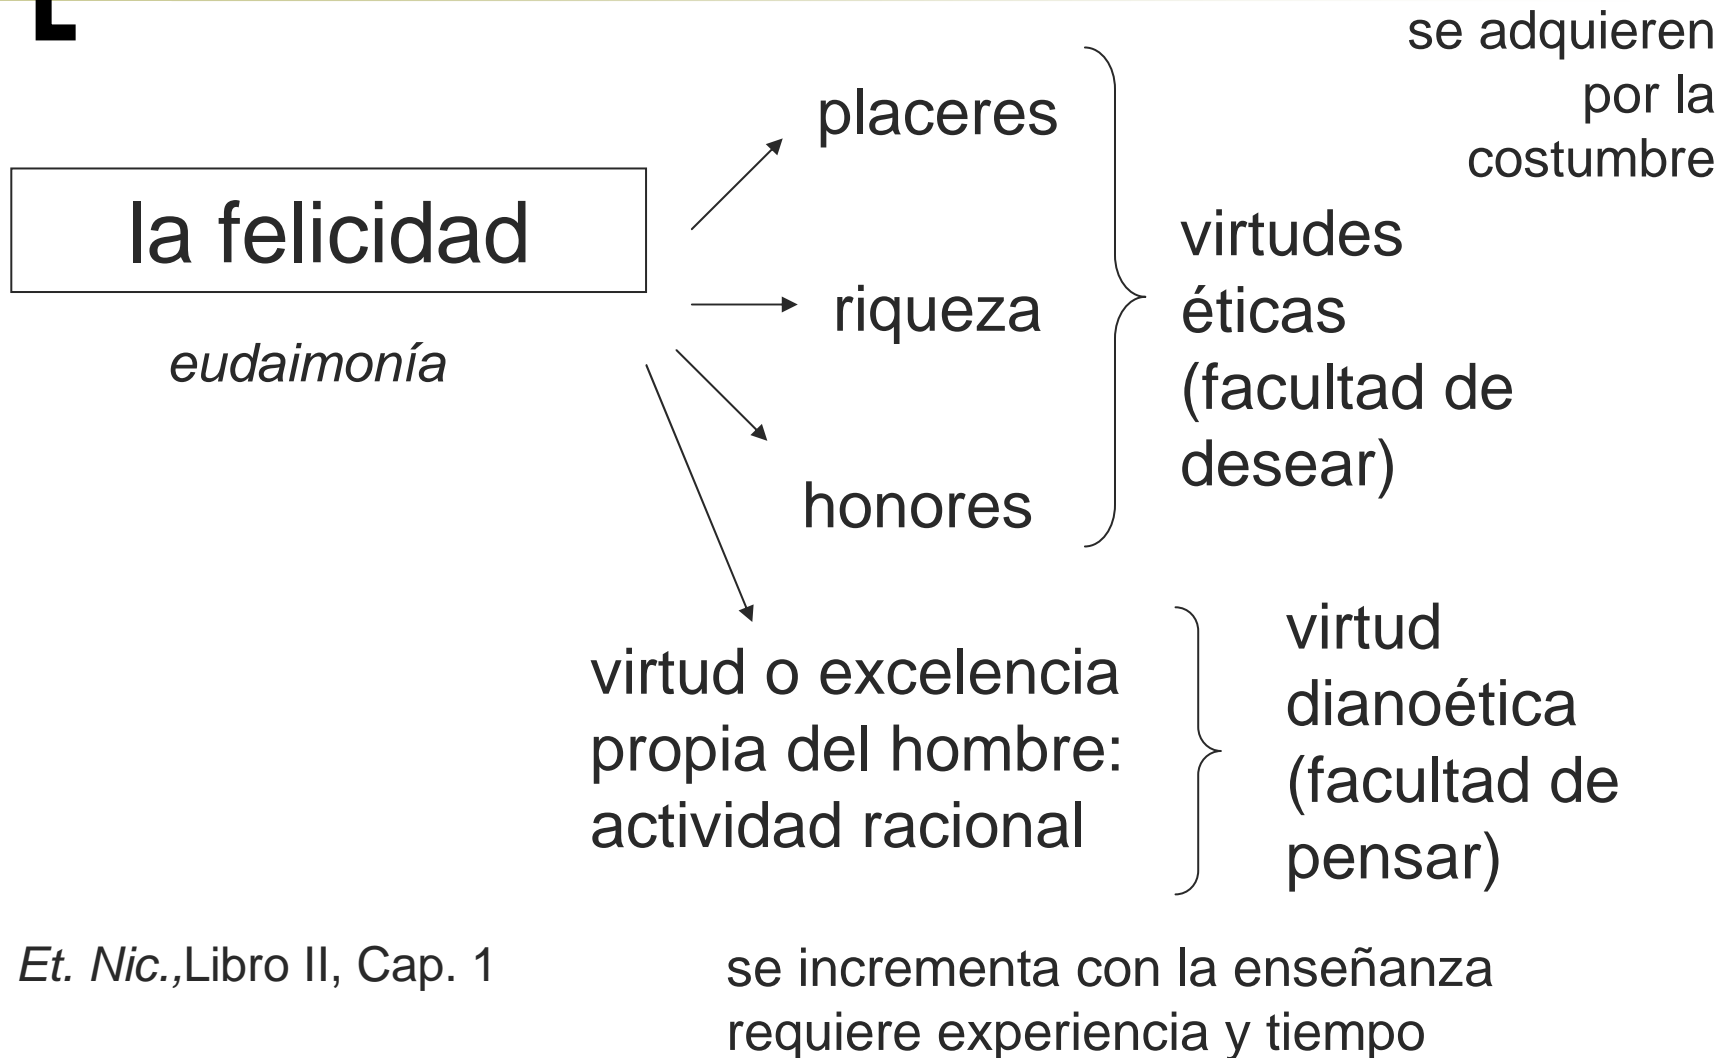 se adquieren
por la
costumbre
placeres
la felicidad
eudaimonía
riqueza
honores
virtudes
éticas
(facultad de
desear)
virtud o excelencia
propia del hombre:
actividad racional
virtud
dianoética
(facultad de
pensar)
Et. Nic.,Libro II, Cap. 1
se incrementa con la enseñanza
requiere experiencia y tiempo